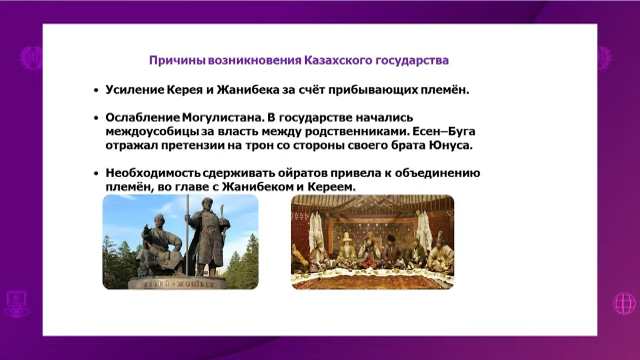 Причины возникновения Казахского государства
• Усиление Керея и Жанибека за счёт прибывающих племён.
• Ослабление Могулистана. В государстве начались
междоусобицы за власть между родственниками. Есен–Буга
отражал претензии на трон со стороны своего брата Юнуса.
• Необходимость сдерживать ойратов привела к объединению
племён, во главе с Жанибеком и Кереем.